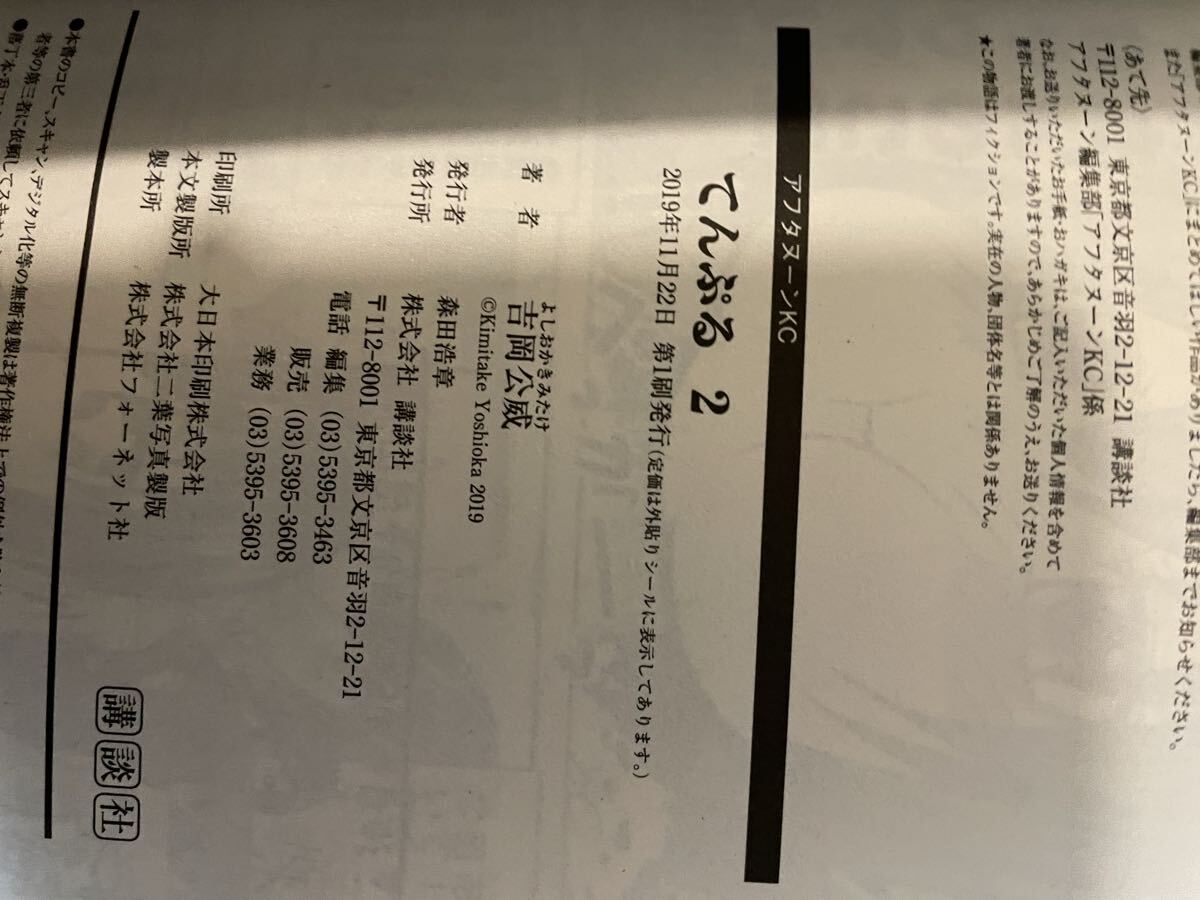 また「アフタヌーンKC」にまとめてほしい作品がありましたら、編集部までお知らせください。
〈あて先〉
〒112-8001 東京都文京区音羽2-12-21 講談社
アフタヌーン編集部「アフタヌーンKC」係
なお、お送りいただいたお手紙・おハガキは、ご記入いただいた個人情報を含めて
著者にお渡しすることがありますので、あらかじめご了解のうえ、お送りください。
★この物語はフィクションです。実在の人物、団体名等とは関係ありません。
アフタヌーンKC
てんぷる 2
2019年11月22日 第1刷発行(定価は外貼りシールに表示してあります。)
よしおかきみたけ
著 者 吉岡公威
©Kimitake Yoshioka 2019
発行者 森田浩章
発行所 株式会社 講談社
〒112-8001 東京都文京区音羽2-12-21
電話 編集 (03)5395-3463
販売 (03)5395-3608
業務 (03)5395-3603
印刷所 大日本印刷株式会社
本文製版所 株式会社二葉写真製版
製本所 株式会社フォーネット社
講談社
●本書のコピー、スキャン、デジタル化等の無断複製は著作権法上での例外を除
者等の第三者に依頼してスキャン